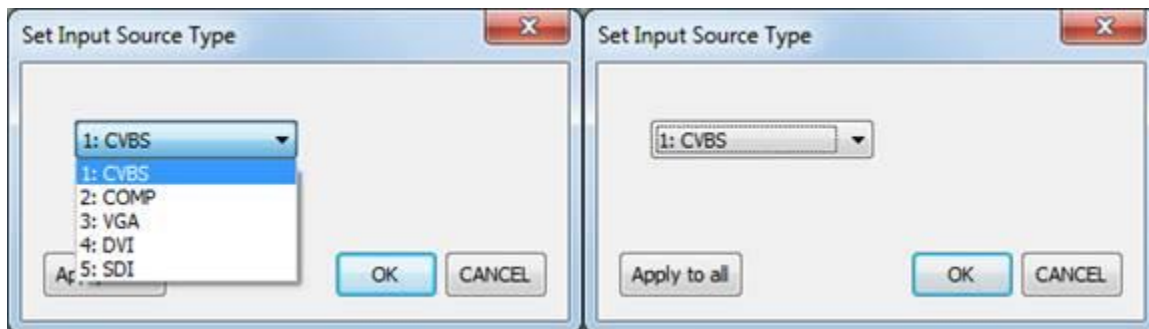 Set Input Source Type
1: CVBS
1: CVBS
2: COMP
3: VGA
4: DVI
5: SDI
OK
CANCEL
Set Input Source Type
1: CVBS
Apply to all
OK
CANCEL